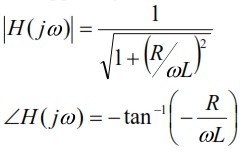 |H(jω)| = 1 / √(1 + (R/ωL)²)
∠H(jω) = −tan⁻¹(−R/ωL)